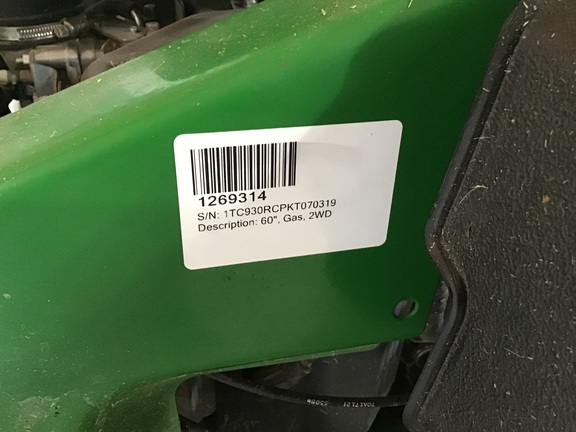 1269314
S/N: 1TC930RCPKT070319
Description: 60", Gas, 2WD